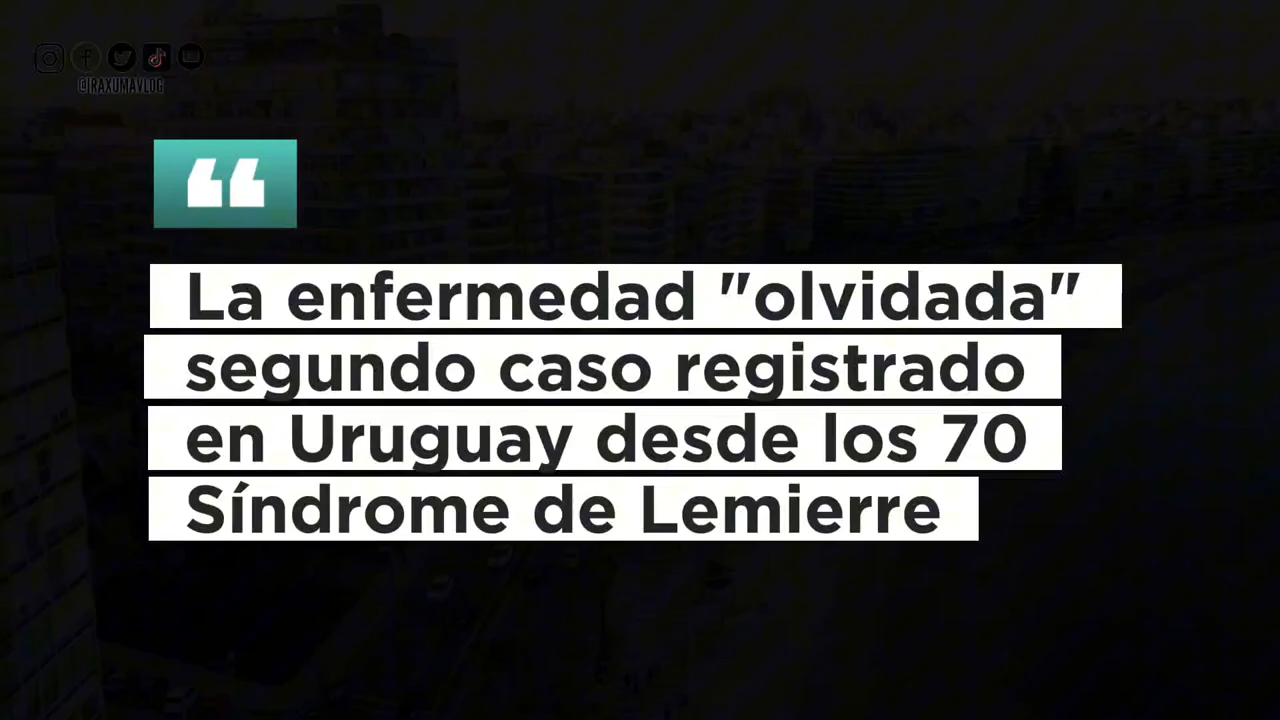 @IRAXUMAVLOG
La enfermedad "olvidada"
segundo caso registrado
en Uruguay desde los 70
Síndrome de Lemierre